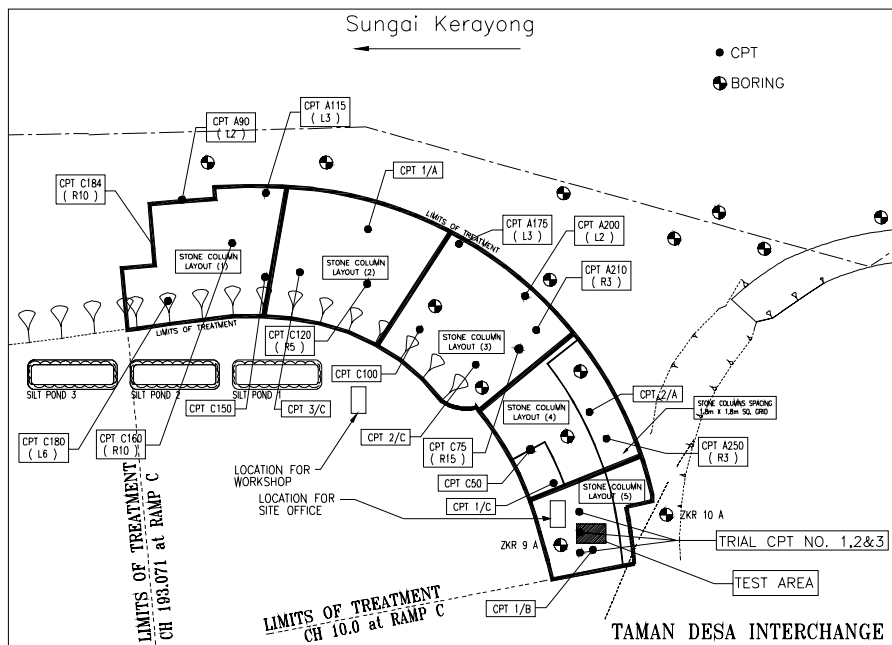 Sungai Kerayong
CPT
BORING
CPT A90
( L2 )
CPT A115
( L3 )
CPT C184
( R10 )
CPT 1/A
LIMITS OF TREATMENT
CPT A175
( L3 )
CPT A200
( L2 )
CPT A210
( R3 )
STONE COLUMN
LAYOUT (1)
STONE COLUMN
LAYOUT (2)
STONE COLUMN
LAYOUT (3)
LIMITS OF TREATMENT
CPT C120
( R5 )
CPT C100
SILT POND 3
SILT POND 2
SILT POND 1
CPT C150
CPT 3/C
CPT 2/C
CPT 2/A
STONE COLUMN
LAYOUT (4)
STONE COLUMNS SPACING
1.8m X 1.8m SQ. GRID
CPT C180
( L6 )
CPT C160
( R10 )
CPT C75
( R15 )
CPT A250
( R3 )
LOCATION FOR
WORKSHOP
CPT C50
CPT 1/C
STONE COLUMN
LAYOUT (5)
LOCATION FOR
SITE OFFICE
ZKR 10 A
ZKR 9 A
TRIAL CPT NO. 1,2&3
TEST AREA
CPT 1/B
LIMITS OF TREATMENT
CH 193.071 at RAMP C
LIMITS OF TREATMENT
CH 10.0 at RAMP C
TAMAN DESA INTERCHANGE